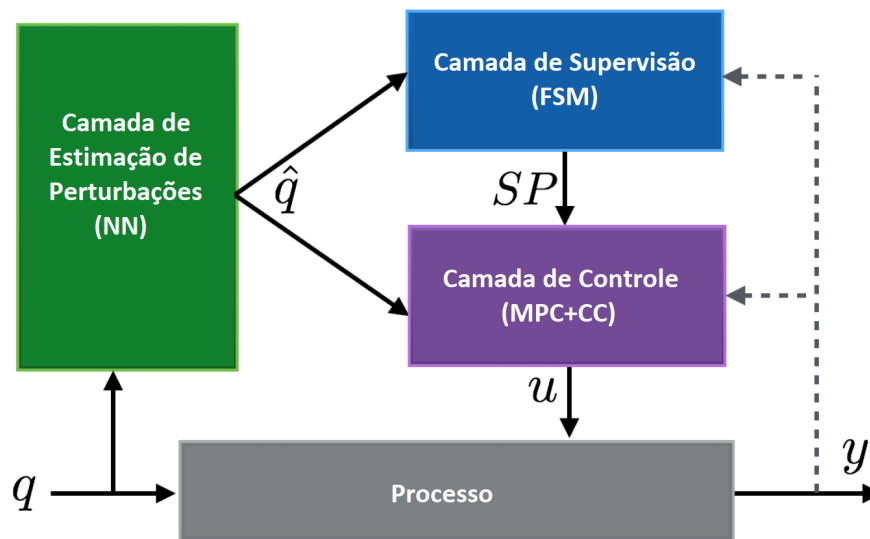 Camada de
Estimação de
Perturbações
(NN)
q̂
Camada de Supervisão
(FSM)
SP
Camada de Controle
(MPC+CC)
u
q
Processo
y